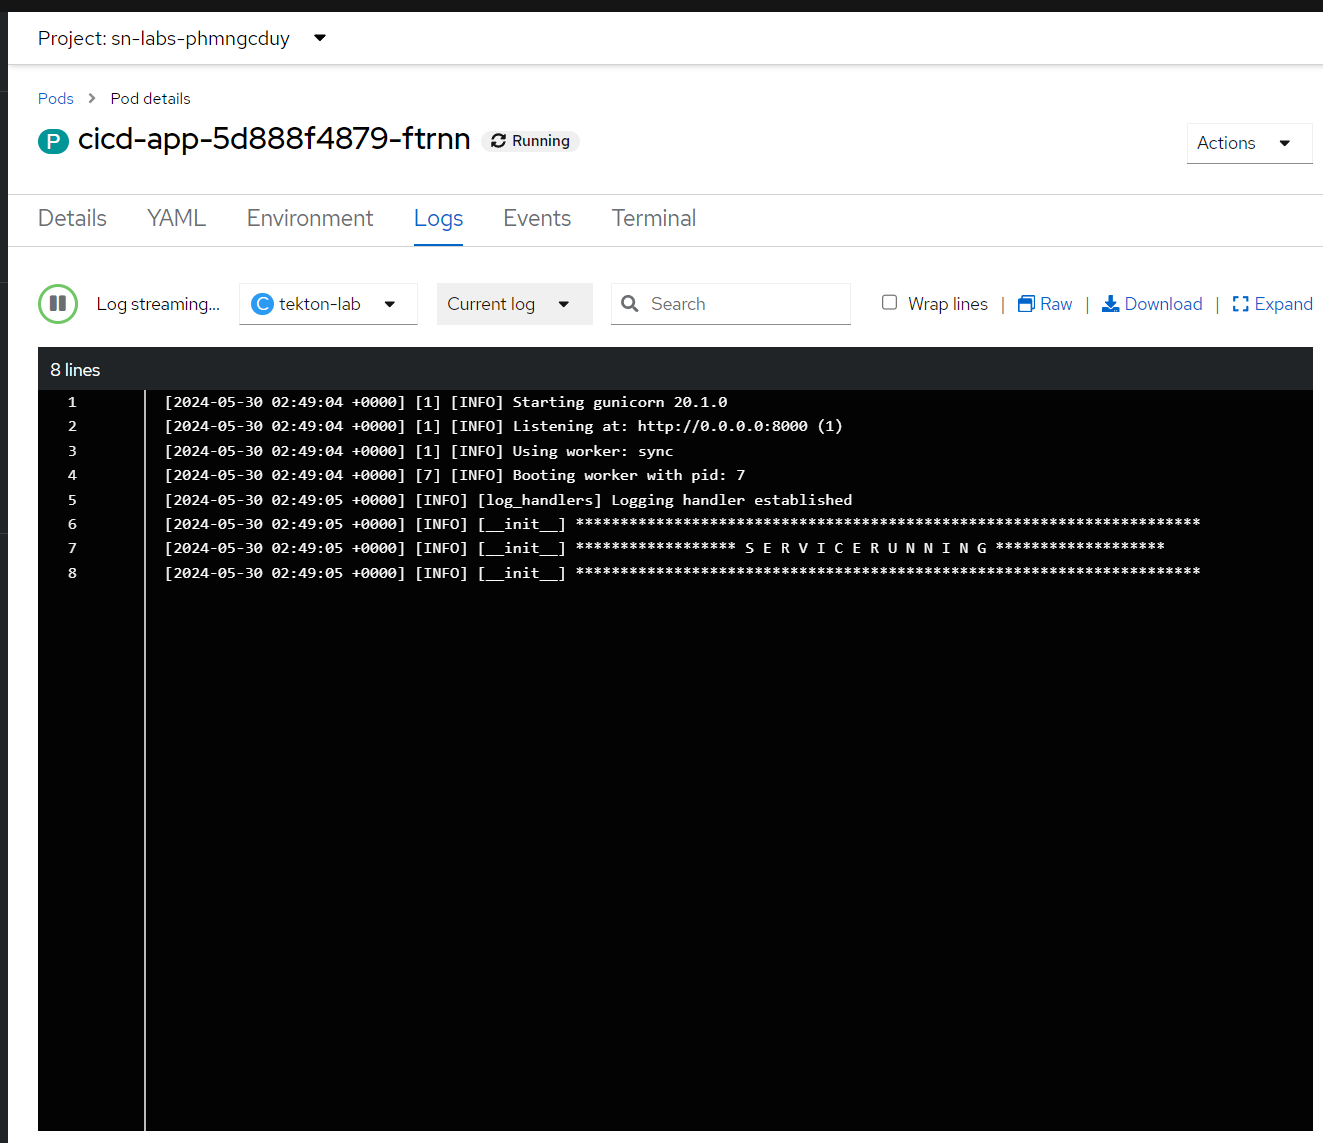 Project: sn-labs-phmngcduy
Pods > Pod details
P cicd-app-5d888f4879-ftrnn Running
Actions
Details YAML Environment Logs Events Terminal
Log streaming... C tekton-lab Current log Search Wrap lines | Raw | Download | Expand
8 lines
1 [2024-05-30 02:49:04 +0000] [1] [INFO] Starting gunicorn 20.1.0
2 [2024-05-30 02:49:04 +0000] [1] [INFO] Listening at: http://0.0.0.0:8000 (1)
3 [2024-05-30 02:49:04 +0000] [1] [INFO] Using worker: sync
4 [2024-05-30 02:49:04 +0000] [7] [INFO] Booting worker with pid: 7
5 [2024-05-30 02:49:05 +0000] [INFO] [log_handlers] Logging handler established
6 [2024-05-30 02:49:05 +0000] [INFO] [__init__] **********************************************************************
7 [2024-05-30 02:49:05 +0000] [INFO] [__init__] ****************** S E R V I C E R U N N I N G *******************
8 [2024-05-30 02:49:05 +0000] [INFO] [__init__] **********************************************************************